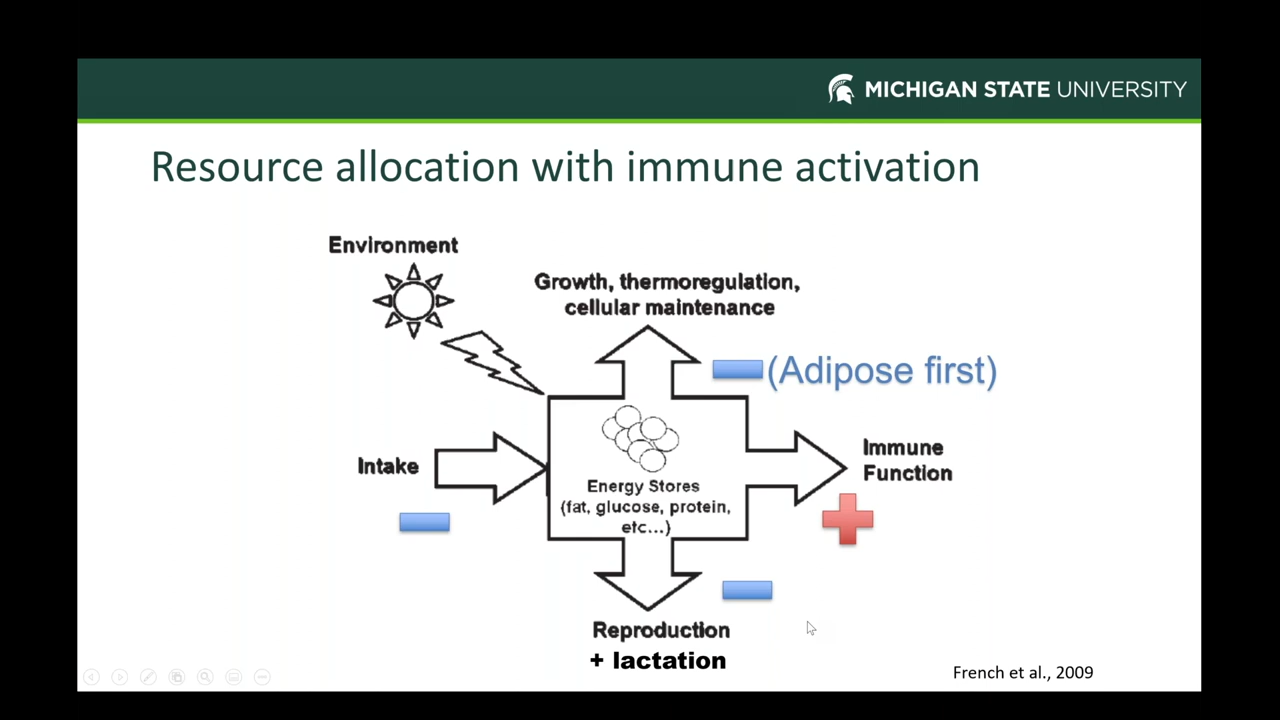 MICHIGAN STATE UNIVERSITY
Resource allocation with immune activation
Environment
Growth, thermoregulation,
cellular maintenance
(Adipose first)
Intake
Immune
Function
Energy Stores
(fat, glucose, protein,
etc...)
Reproduction
+ lactation
French et al., 2009